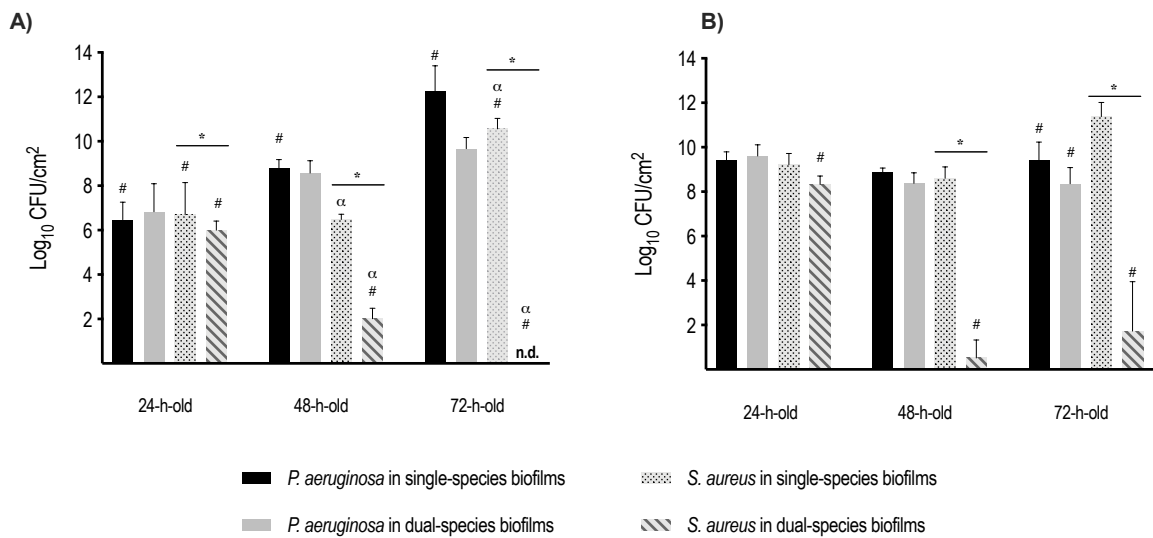 A)
14
12
10
8
6
4
2
Log10 CFU/cm2
#
#
*
#
#
*
α
α
#
#
*
α
#
α
#
n.d.
24-h-old
48-h-old
72-h-old
B)
14
12
10
8
6
4
2
Log10 CFU/cm2
#
*
#
#
#
*
#
24-h-old
48-h-old
72-h-old
P. aeruginosa in single-species biofilms
S. aureus in single-species biofilms
P. aeruginosa in dual-species biofilms
S. aureus in dual-species biofilms